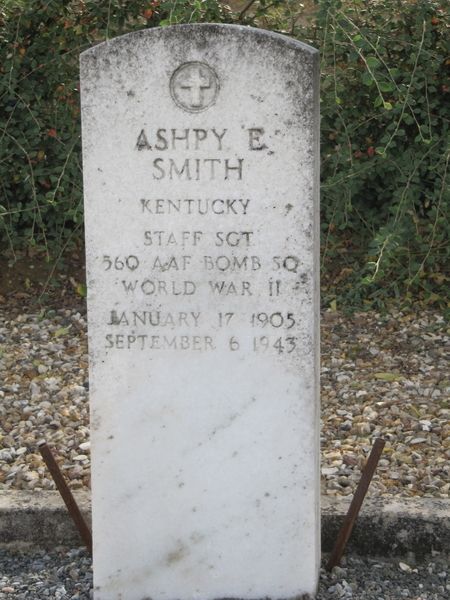 ASHPY E
SMITH
KENTUCKY
STAFF SGT
560 AAF BOMB SQ
WORLD WAR II
JANUARY 17 1905
SEPTEMBER 6 1943